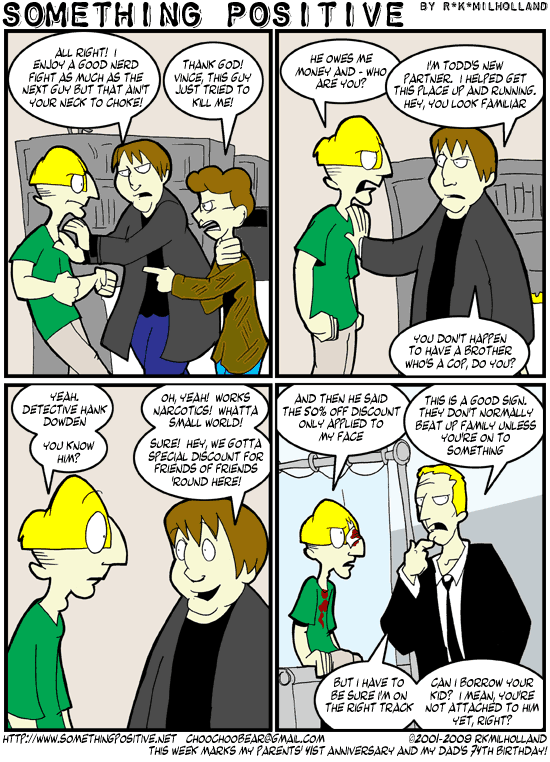 SOMETHING POSITIVE BY R*K*MILHOLLAND
ALL RIGHT! I
ENJOY A GOOD NERD
FIGHT AS MUCH AS THE
NEXT GUY BUT THAT AIN'T
YOUR NECK TO CHOKE!
THANK GOD!
VINCE, THIS GUY
JUST TRIED TO
KILL ME!
HE OWES ME
MONEY AND - WHO
ARE YOU?
I'M TODD'S NEW
PARTNER. I HELPED GET
THIS PLACE UP AND RUNNING.
HEY, YOU LOOK FAMILIAR
YOU DON'T HAPPEN
TO HAVE A BROTHER
WHO'S A COP, DO YOU?
YEAH.
DETECTIVE HANK
DOWDEN
YOU KNOW
HIM?
OH, YEAH! WORKS
NARCOTICS! WHATTA
SMALL WORLD!
SURE! HEY, WE GOTTA
SPECIAL DISCOUNT FOR
FRIENDS OF FRIENDS
'ROUND HERE!
AND THEN HE SAID
THE 50% OFF DISCOUNT
ONLY APPLIED TO
MY FACE
THIS IS A GOOD SIGN.
THEY DON'T NORMALLY
BEAT UP FAMILY UNLESS
YOU'RE ON TO
SOMETHING
BUT I HAVE TO
BE SURE I'M ON
THE RIGHT TRACK
CAN I BORROW YOUR
KID? I MEAN, YOU'RE
NOT ATTACHED TO HIM
YET, RIGHT?
HTTP://WWW.SOMETHINGPOSITIVE.NET CHOOCHOOBEAR@GMAIL.COM ©2001-2009 RKMILHOLLAND
THIS WEEK MARKS MY PARENTS' 41ST ANNIVERSARY AND MY DAD'S 74TH BIRTHDAY!